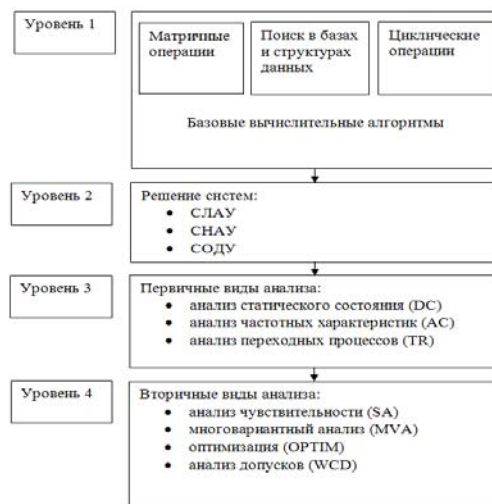 Уровень 1
Матричные
операции
Поиск в базах
и структурах
данных
Циклические
операции
Базовые вычислительные алгоритмы
Уровень 2
Решение систем:
• СЛАУ
• СНАУ
• СОДУ
Уровень 3
Первичные виды анализа:
• анализ статического состояния (DC)
• анализ частотных характеристик (AC)
• анализ переходных процессов (TR)
Уровень 4
Вторичные виды анализа:
• анализ чувствительности (SA)
• многовариантный анализ (MVA)
• оптимизация (OPTIM)
• анализ допусков (WCD)